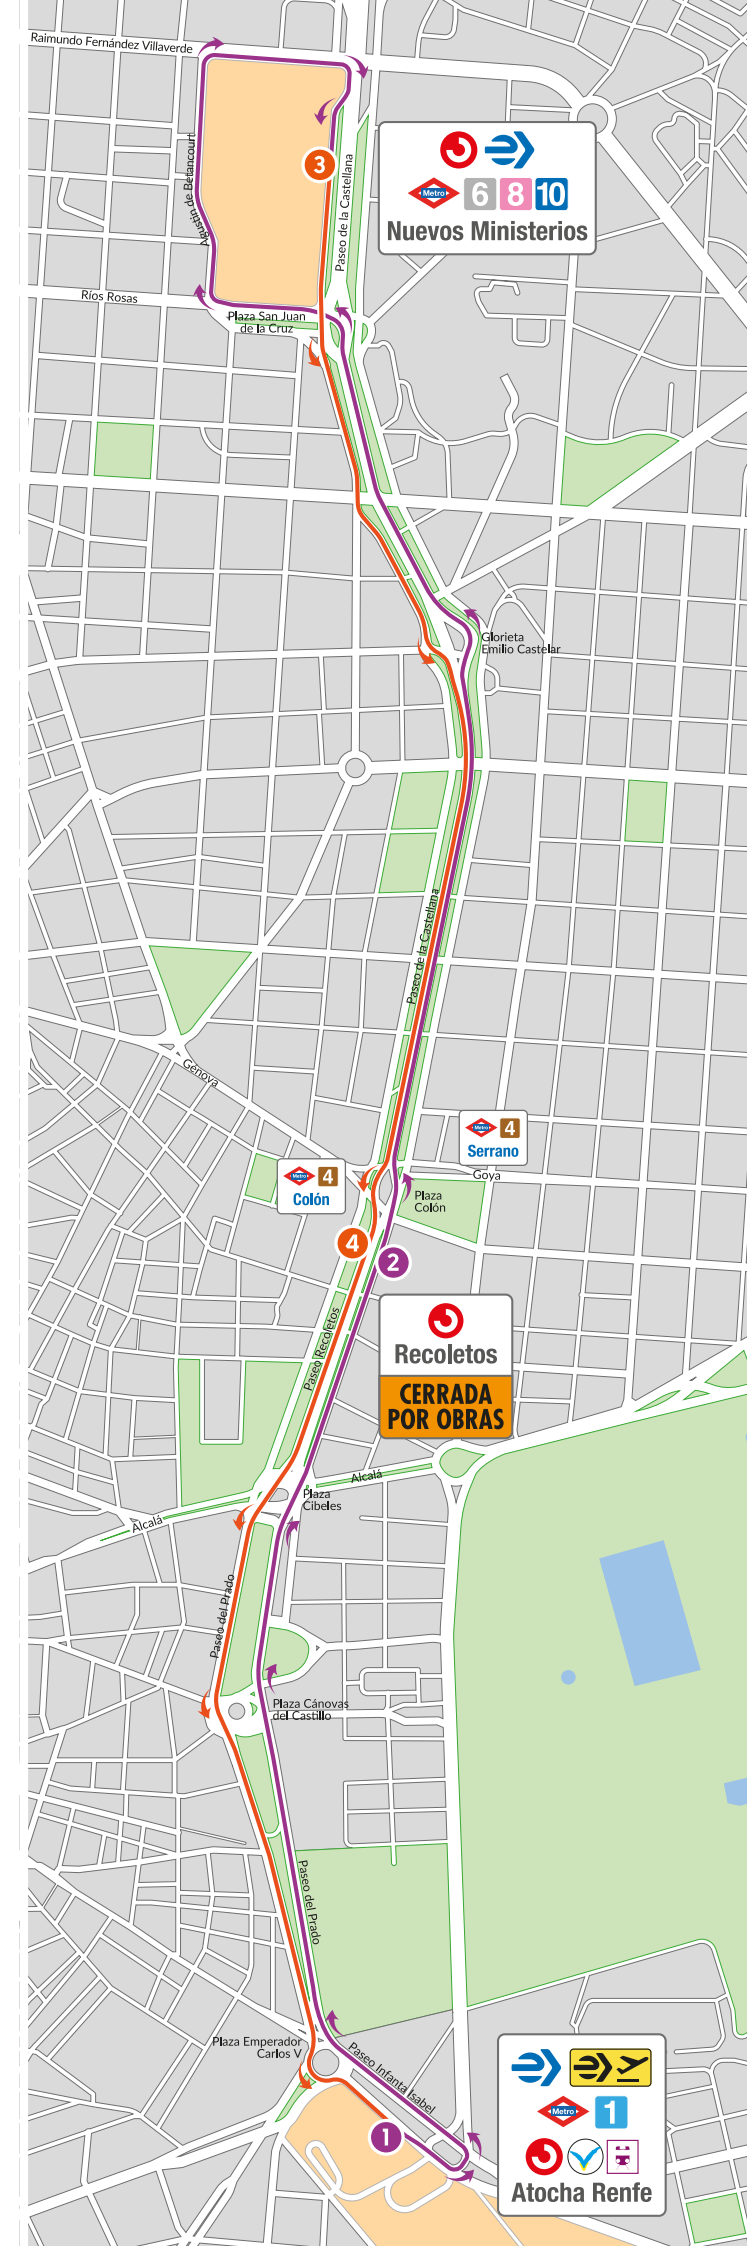 Raimundo Fernández Villaverde
Agustín de Betancourt
3
Paseo de la Castellana
Metro 6 8 10
Nuevos Ministerios
Ríos Rosas
Plaza San Juan
de la Cruz
Glorieta
Emilio Castelar
Paseo de la Castellana
Génova
Metro 4
Serrano
Metro 4
Colón
Goya
Plaza
Colón
4
2
Paseo Recoletos
Recoletos
CERRADA
POR OBRAS
Alcalá
Plaza
Cibeles
Alcalá
Paseo del Prado
Plaza Cánovas
del Castillo
Paseo del Prado
Plaza Emperador
Carlos V
Paseo Infanta Isabel
1
Metro 1
Atocha Renfe